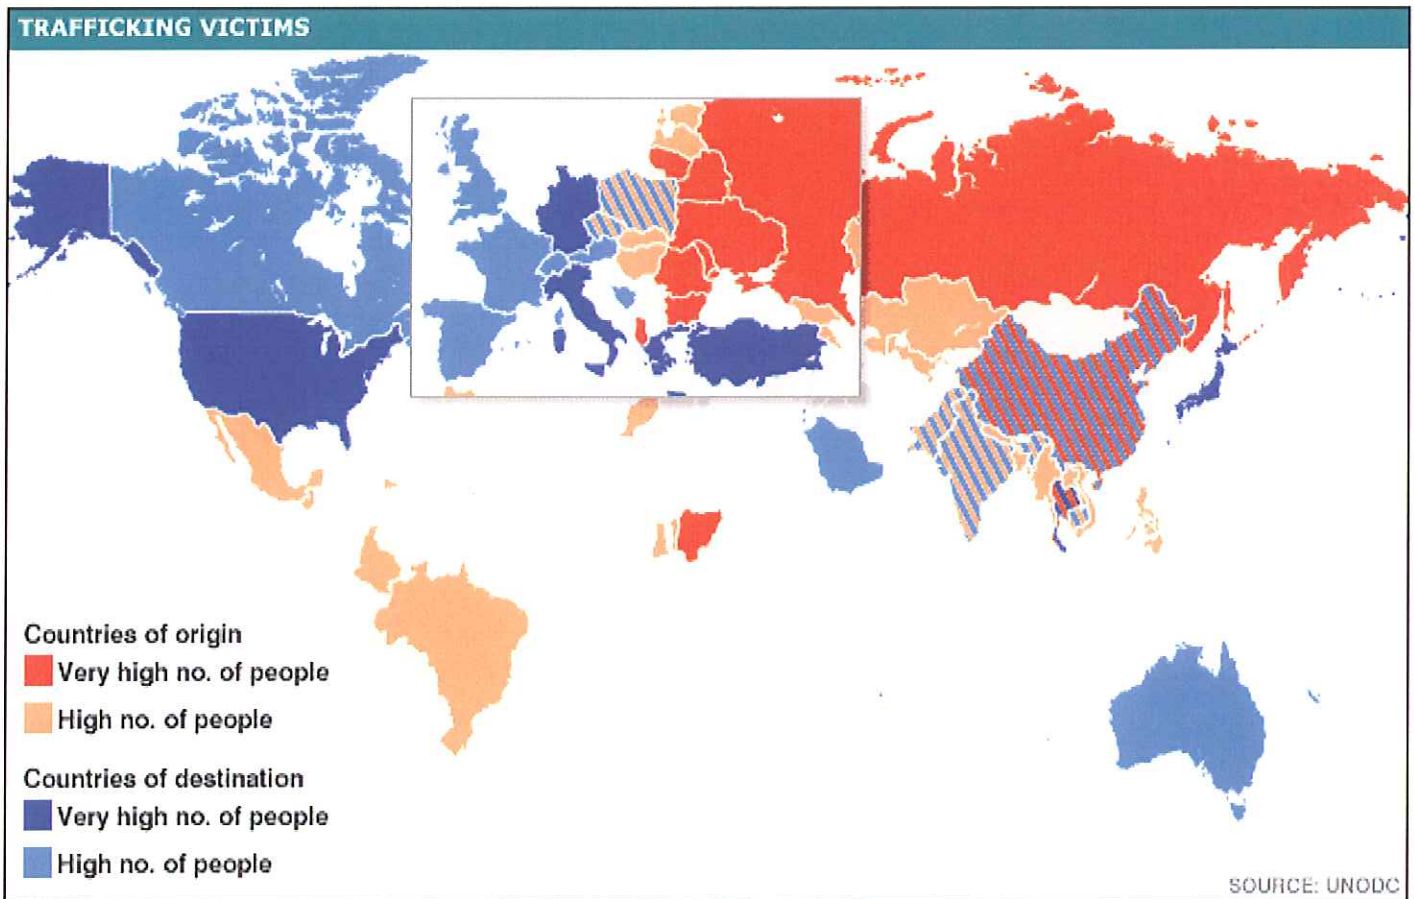 TRAFFICKING VICTIMS
Countries of origin
Very high no. of people
High no. of people
Countries of destination
Very high no. of people
High no. of people
SOURCE: UNODC